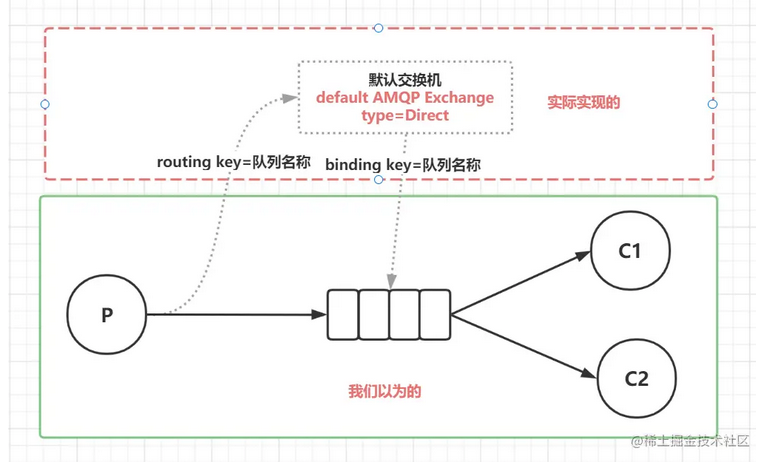 默认交换机
default AMQP Exchange
type=Direct
实际实现的
routing key=队列名称
binding key=队列名称
P
C1
C2
我们以为的
@稀土掘金技术社区